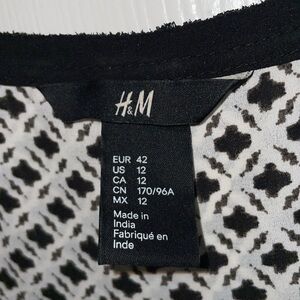 H&M
EUR 42
US 12
CA 12
CN 170/96A
MX 12
Made in
India
Fabriqué en
Inde